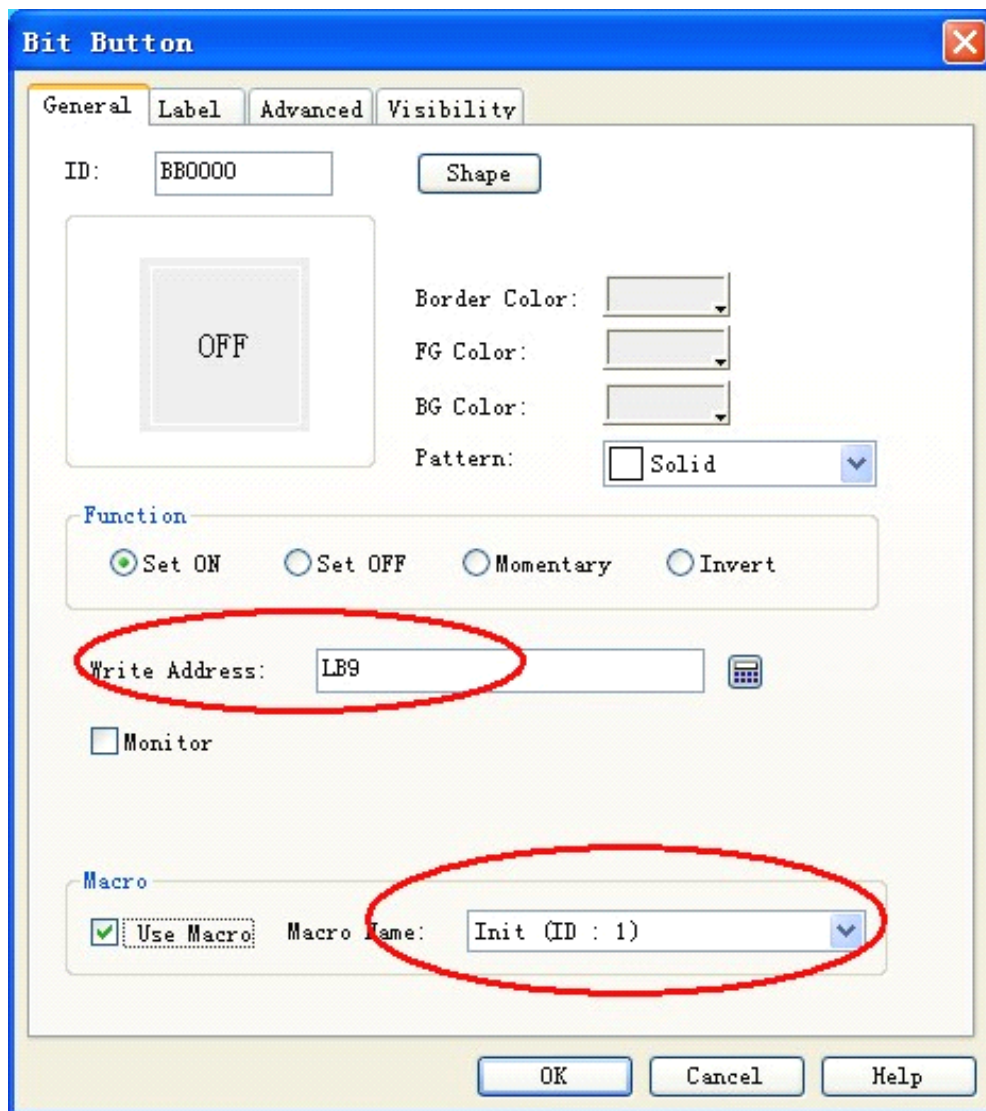 Bit Button
General Label Advanced Visibility
ID: BB0000 Shape
OFF
Border Color:
FG Color:
BG Color:
Pattern: Solid
Function
Set ON Set OFF Momentary Invert
Write Address: LB9
Monitor
Macro
Use Macro Macro Name: Init (ID : 1)
OK Cancel Help